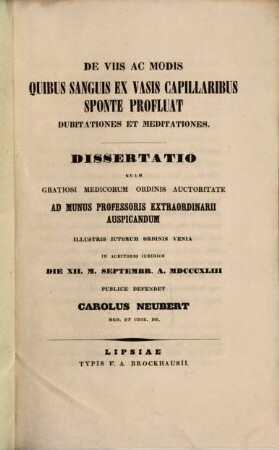 DE VIIS AC MODIS
QUIBUS SANGUIS EX VASIS CAPILLARIBUS
SPONTE PROFLUAT
DUBITATIONES ET MEDITATIONES.
DISSERTATIO
QUAM
GRATIOSI MEDICORUM ORDINIS AUCTORITATE
AD MUNUS PROFESSORIS EXTRAORDINARII
AUSPICANDUM
ILLUSTRIS ICTORUM ORDINIS VENIA
IN AUDITORIO IURIDICO
DIE XII. M. SEPTEMBR. A. MDCCCXLIII
PUBLICE DEFENDET
CAROLUS NEUBERT
MED. ET CHIR. DR.
LIPSIAE
TYPIS F. A. BROCKHAUSII.